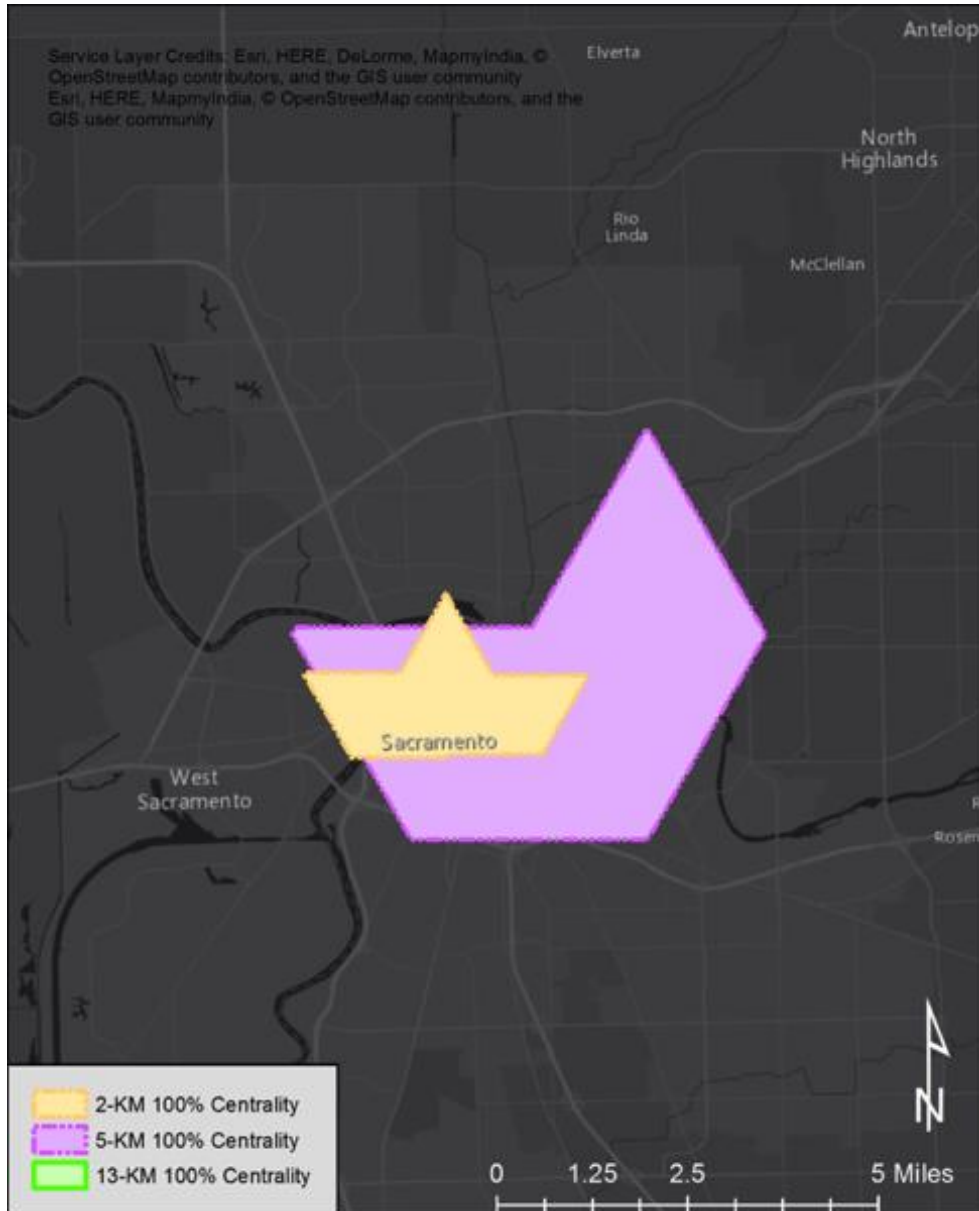 Service Layer Credits: Esri, HERE, DeLorme, MapmyIndia, ©
OpenStreetMap contributors, and the GIS user community
Esri, HERE, MapmyIndia, © OpenStreetMap contributors, and the
GIS user community
Antelop
Elverta
North
Highlands
Rio
Linda
McClellan
Sacramento
West
Sacramento
R
Rosem
2-KM 100% Centrality
5-KM 100% Centrality
13-KM 100% Centrality
N
0 1.25 2.5 5 Miles